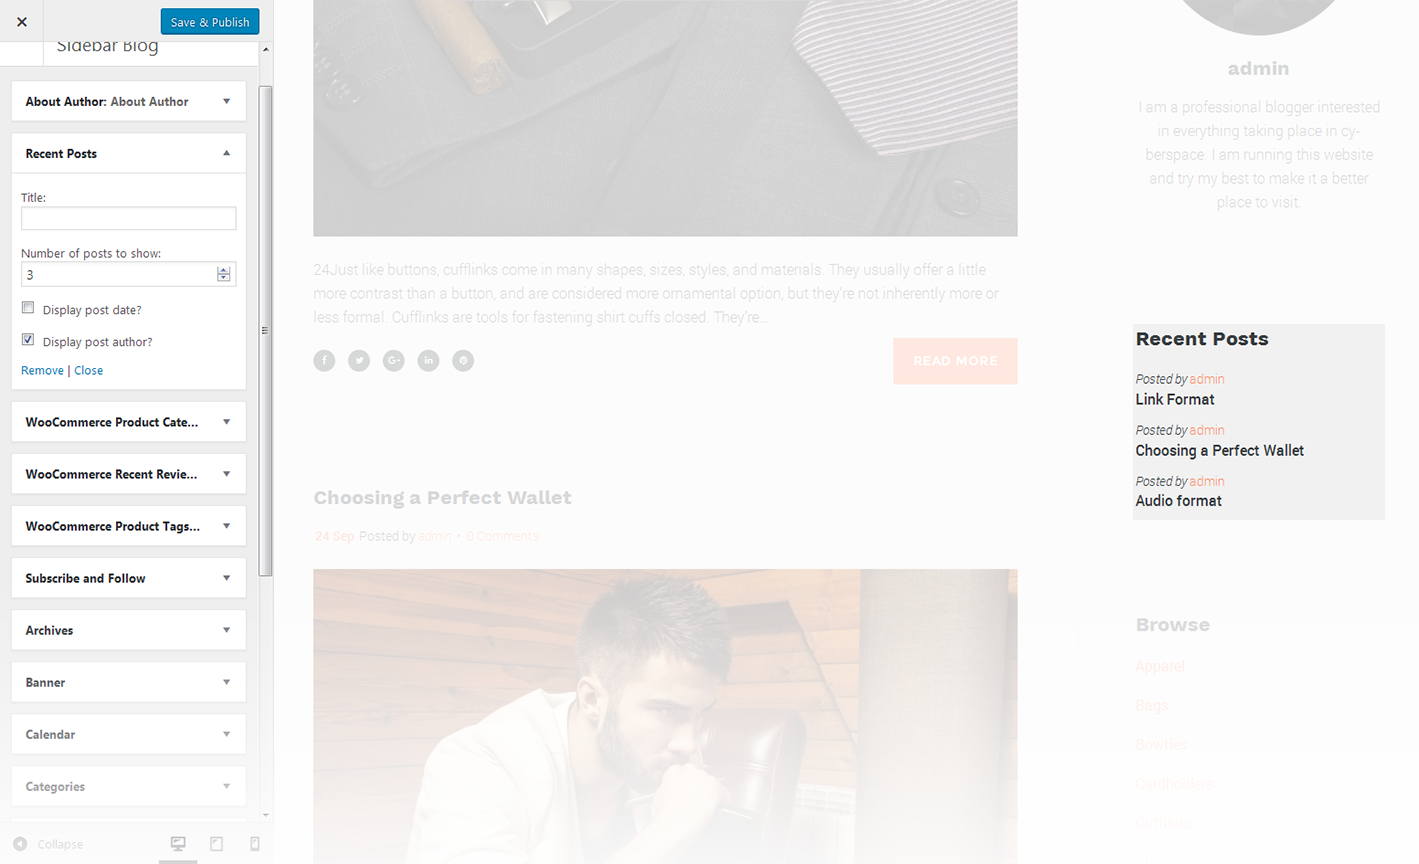 Save & Publish
Sidebar Blog
About Author: About Author
Recent Posts
Title:
Number of posts to show:
3
Display post date?
Display post author?
Remove | Close
WooCommerce Product Cate...
WooCommerce Recent Revie...
WooCommerce Product Tags...
Subscribe and Follow
Archives
Banner
Calendar
Categories
Collapse
24Just like buttons, cufflinks come in many shapes, sizes, styles, and materials. They usually offer a little
more contrast than a button, and are considered more ornamental option, but they're not inherently more or
less formal. Cufflinks are tools for fastening shirt cuffs closed. They're...
READ MORE
Choosing a Perfect Wallet
24 Sep Posted by admin • 0 Comments
admin
I am a professional blogger interested
in everything taking place in cy-
berspace. I am running this website
and try my best to make it a better
place to visit.
Recent Posts
Posted by admin
Link Format
Posted by admin
Choosing a Perfect Wallet
Posted by admin
Audio format
Browse
Apparel
Bags
Bowties
Cardholders
Cufflinks